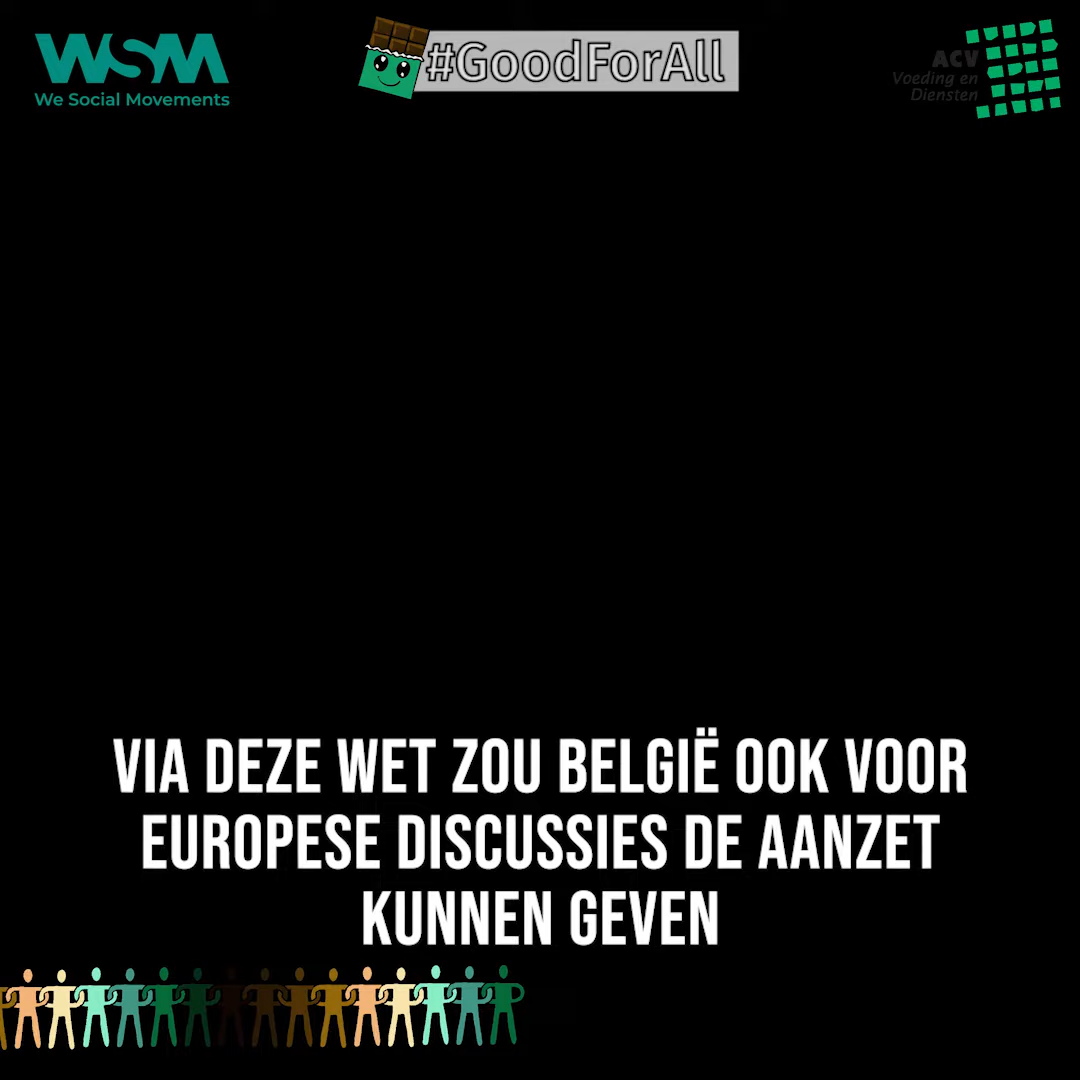 WSM
We Social Movements
#GoodForAll
ACV
Voeding en
Diensten
VIA DEZE WET ZOU BELGIË OOK VOOR
EUROPESE DISCUSSIES DE AANZET
KUNNEN GEVEN